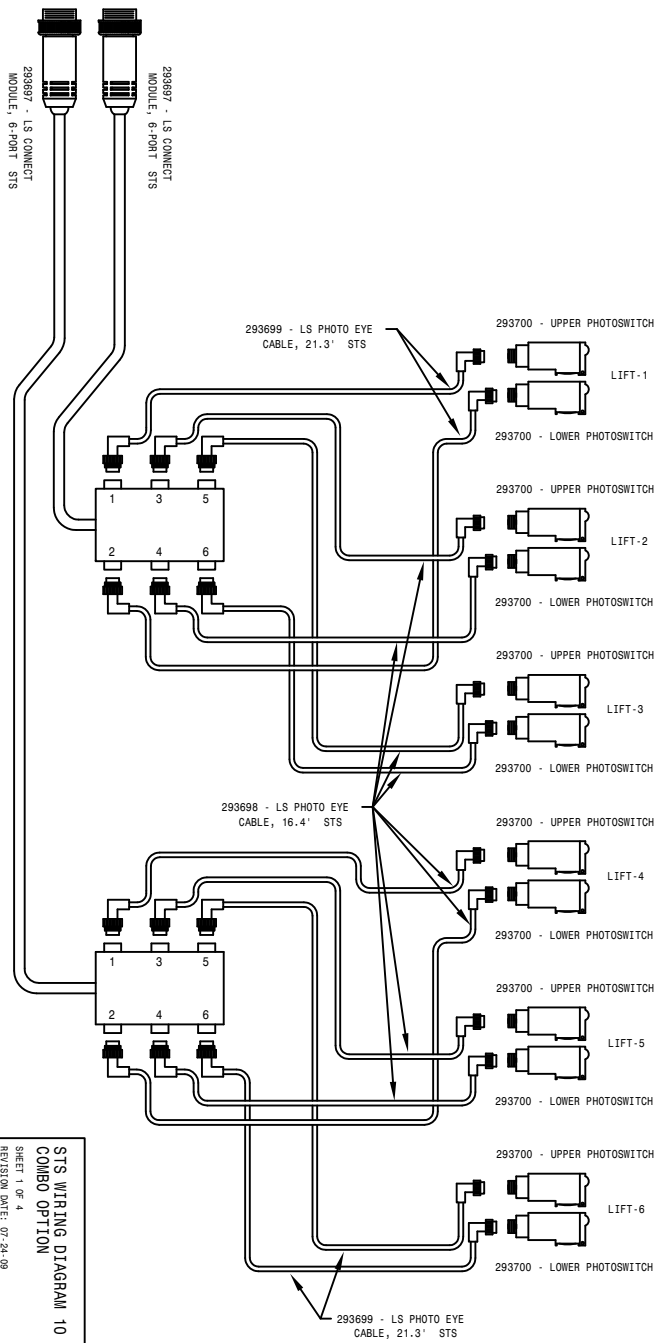 293697 - LS CONNECT
MODULE, 6-PORT STS
293697 - LS CONNECT
MODULE, 6-PORT STS
293699 - LS PHOTO EYE
CABLE, 21.3' STS
293700 - UPPER PHOTOSWITCH
LIFT-1
293700 - LOWER PHOTOSWITCH
1 3 5
2 4 6
293700 - UPPER PHOTOSWITCH
LIFT-2
293700 - LOWER PHOTOSWITCH
293700 - UPPER PHOTOSWITCH
LIFT-3
293700 - LOWER PHOTOSWITCH
293698 - LS PHOTO EYE
CABLE, 16.4' STS
293700 - UPPER PHOTOSWITCH
LIFT-4
293700 - LOWER PHOTOSWITCH
1 3 5
2 4 6
293700 - UPPER PHOTOSWITCH
LIFT-5
293700 - LOWER PHOTOSWITCH
293700 - UPPER PHOTOSWITCH
LIFT-6
293700 - LOWER PHOTOSWITCH
293699 - LS PHOTO EYE
CABLE, 21.3' STS
STS WIRING DIAGRAM 10
COMBO OPTION
SHEET 1 OF 4
REVISION DATE: 07-24-09